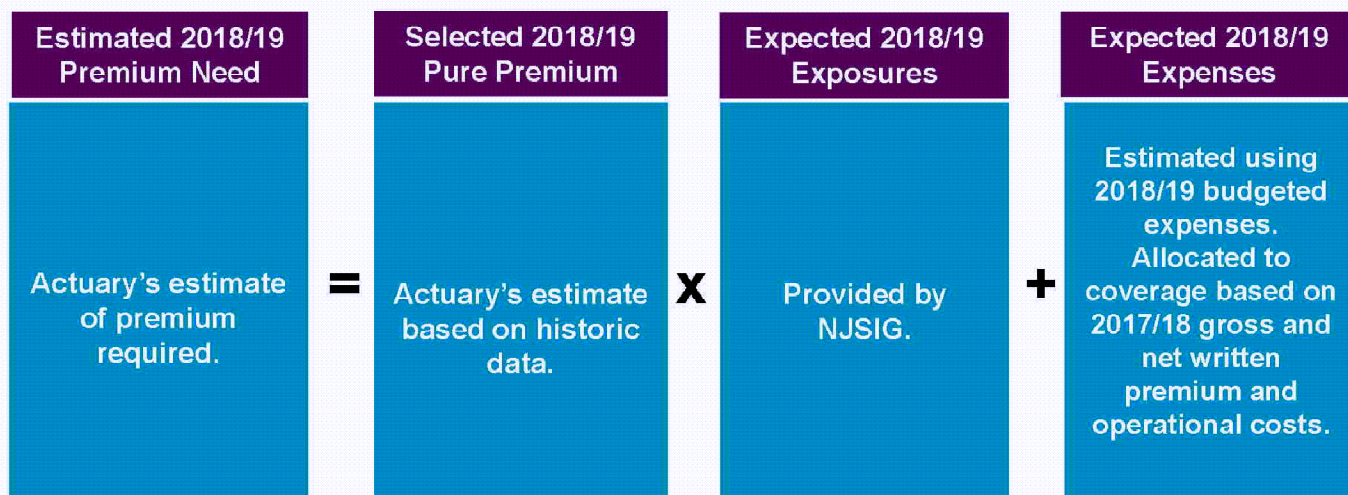 Estimated 2018/19
Premium Need
Actuary's estimate
of premium
required.
=
Selected 2018/19
Pure Premium
Actuary's estimate
based on historic
data.
x
Expected 2018/19
Exposures
Provided by
NJSIG.
+
Expected 2018/19
Expenses
Estimated using
2018/19 budgeted
expenses.
Allocated to
coverage based on
2017/18 gross and
net written
premium and
operational costs.